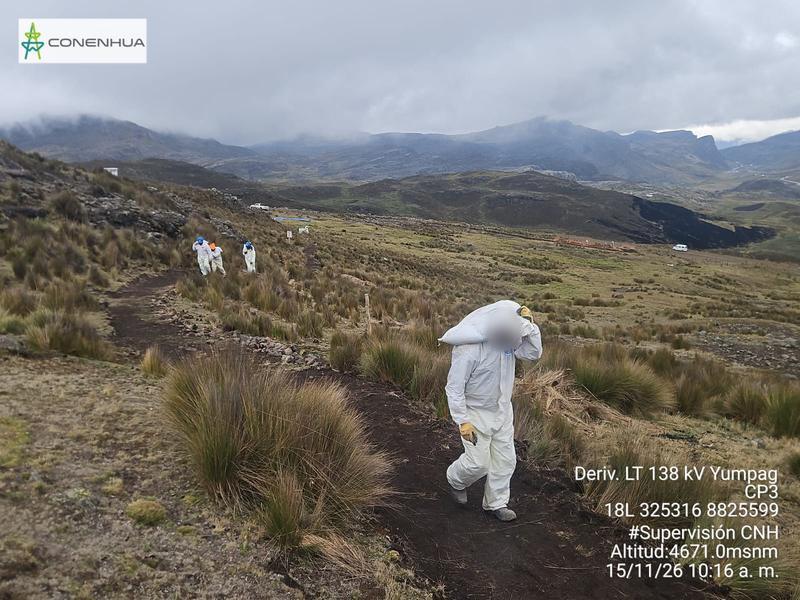 CONENHUA
Deriv. LT 138 kV Yumpag
CP3
18L 325316 8825599
#Supervisión CNH
Altitud:4671.0msnm
15/11/26 10:16 a. m.